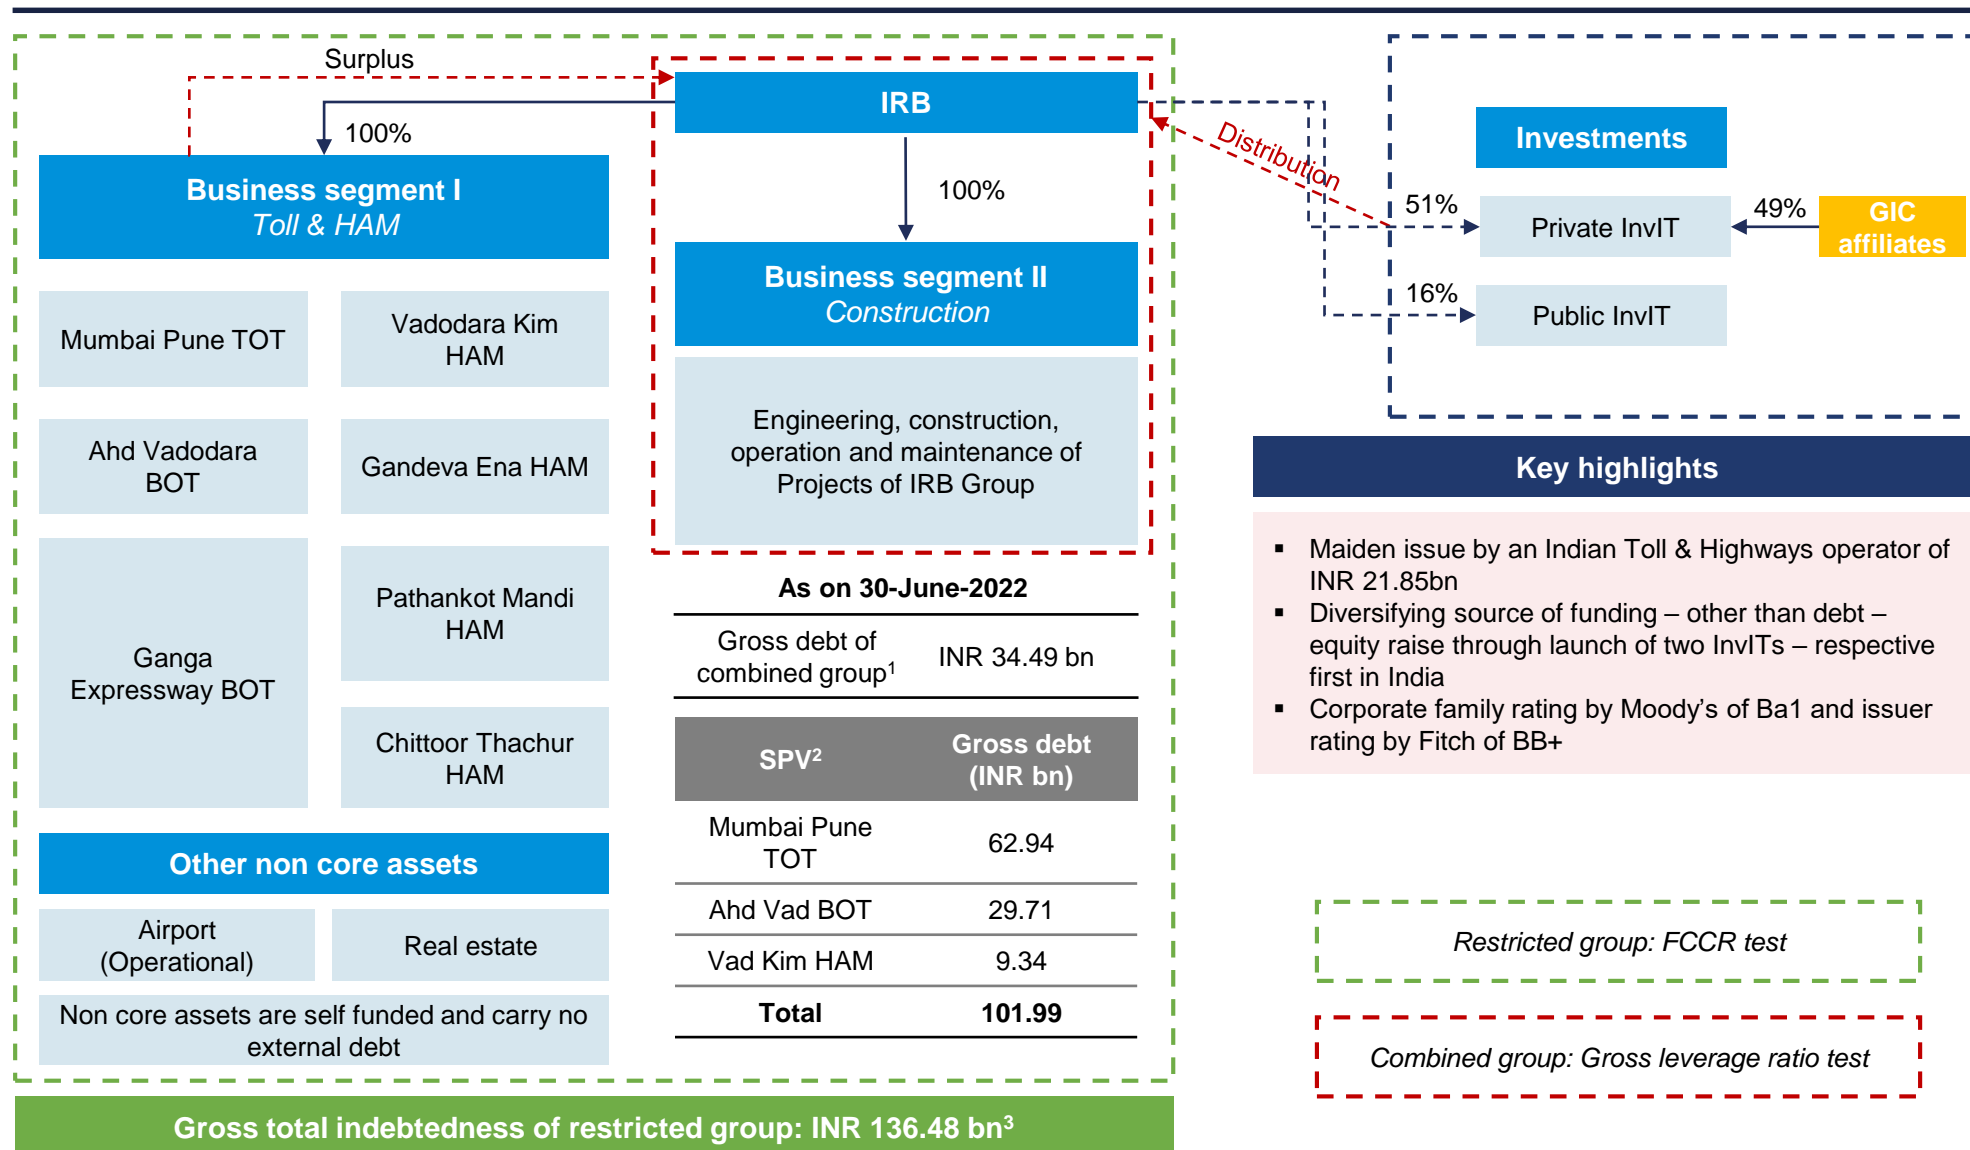 Surplus
IRB
100%
Business segment I
Toll & HAM
100%
Business segment II
Construction
Mumbai Pune TOT
Vadodara Kim
HAM
Ahd Vadodara
BOT
Gandeva Ena HAM
Ganga
Expressway BOT
Pathankot Mandi
HAM
Chittoor Thachur
HAM
Engineering, construction,
operation and maintenance of
Projects of IRB Group
Other non core assets
Airport
(Operational)
Real estate
Non core assets are self funded and carry no
external debt
As on 30-June-2022
Gross debt of
combined group¹
INR 34.49 bn
SPV²
Gross debt
(INR bn)
Mumbai Pune
TOT
62.94
Ahd Vad BOT
29.71
Vad Kim HAM
9.34
Total
101.99
Gross total indebtedness of restricted group: INR 136.48 bn³
Distribution
Investments
51%
Private InvIT
49%
GIC
affiliates
16%
Public InvIT
Key highlights
▪ Maiden issue by an Indian Toll & Highways operator of
INR 21.85bn
▪ Diversifying source of funding – other than debt –
equity raise through launch of two InvITs – respective
first in India
▪ Corporate family rating by Moody’s of Ba1 and issuer
rating by Fitch of BB+
Restricted group: FCCR test
Combined group: Gross leverage ratio test